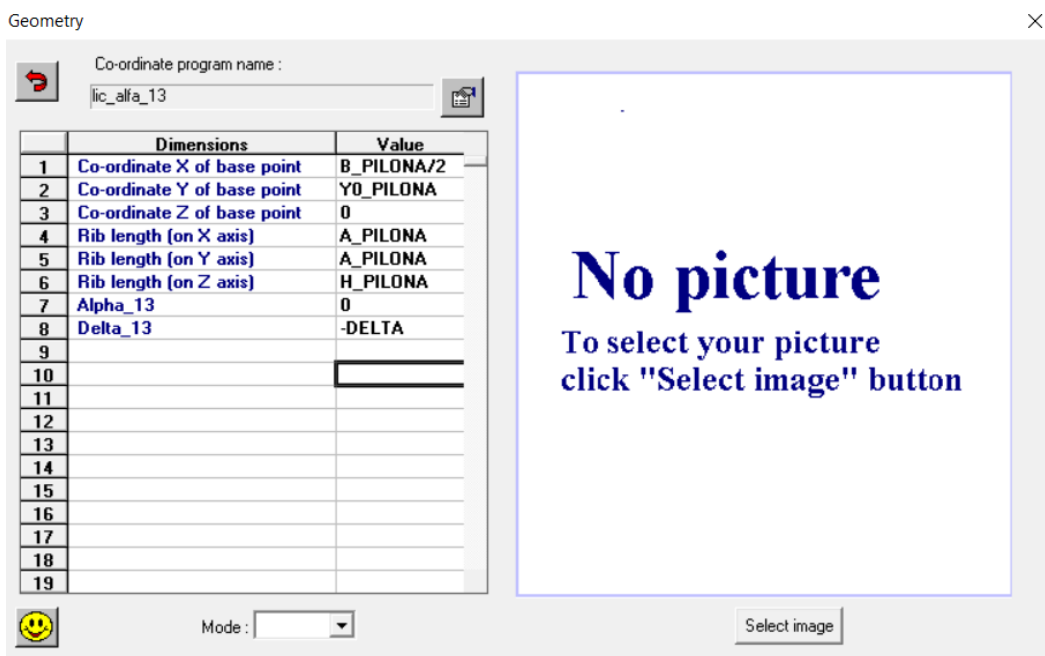 Geometry
Co-ordinate program name :
lic_alfa_13
Dimensions Value
1 Co-ordinate X of base point B_PILONA/2
2 Co-ordinate Y of base point Y0_PILONA
3 Co-ordinate Z of base point 0
4 Rib length (on X axis) A_PILONA
5 Rib length (on Y axis) A_PILONA
6 Rib length (on Z axis) H_PILONA
7 Alpha_13 0
8 Delta_13 -DELTA
9
10
11
12
13
14
15
16
17
18
19
Mode :
No picture
To select your picture
click "Select image" button
Select image